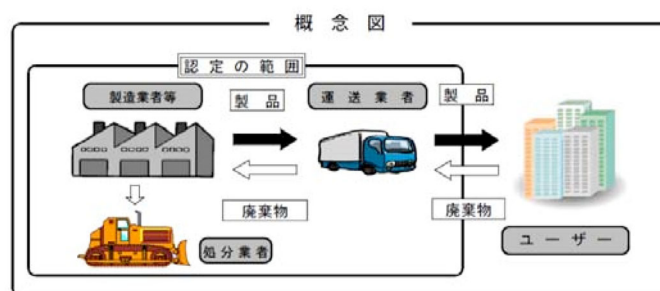 概念図
認定の範囲
製造業者等
製品
運送業者
製品
廃棄物
廃棄物
処分業者
ユーザー